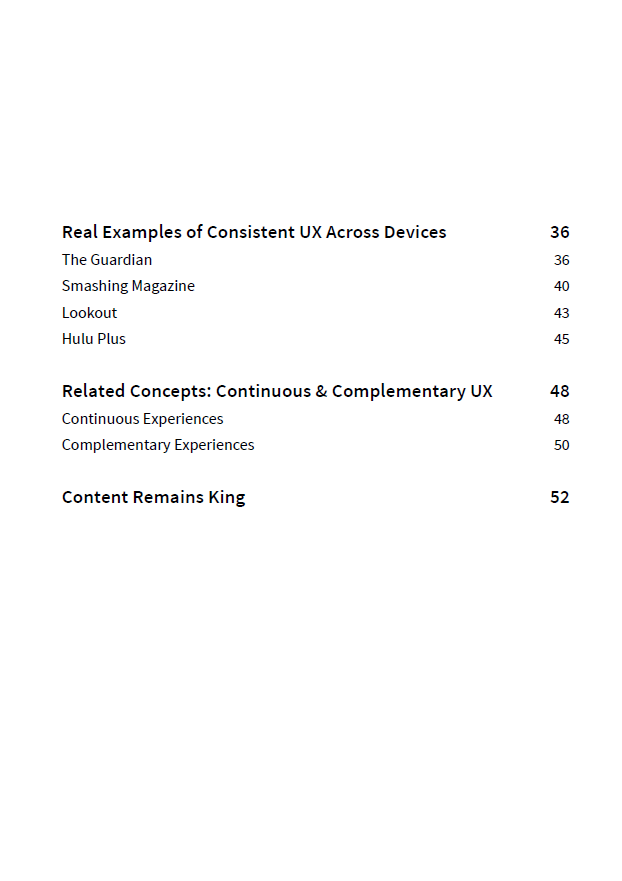 Real Examples of Consistent UX Across Devices 36
The Guardian 36
Smashing Magazine 40
Lookout 43
Hulu Plus 45
Related Concepts: Continuous & Complementary UX 48
Continuous Experiences 48
Complementary Experiences 50
Content Remains King 52